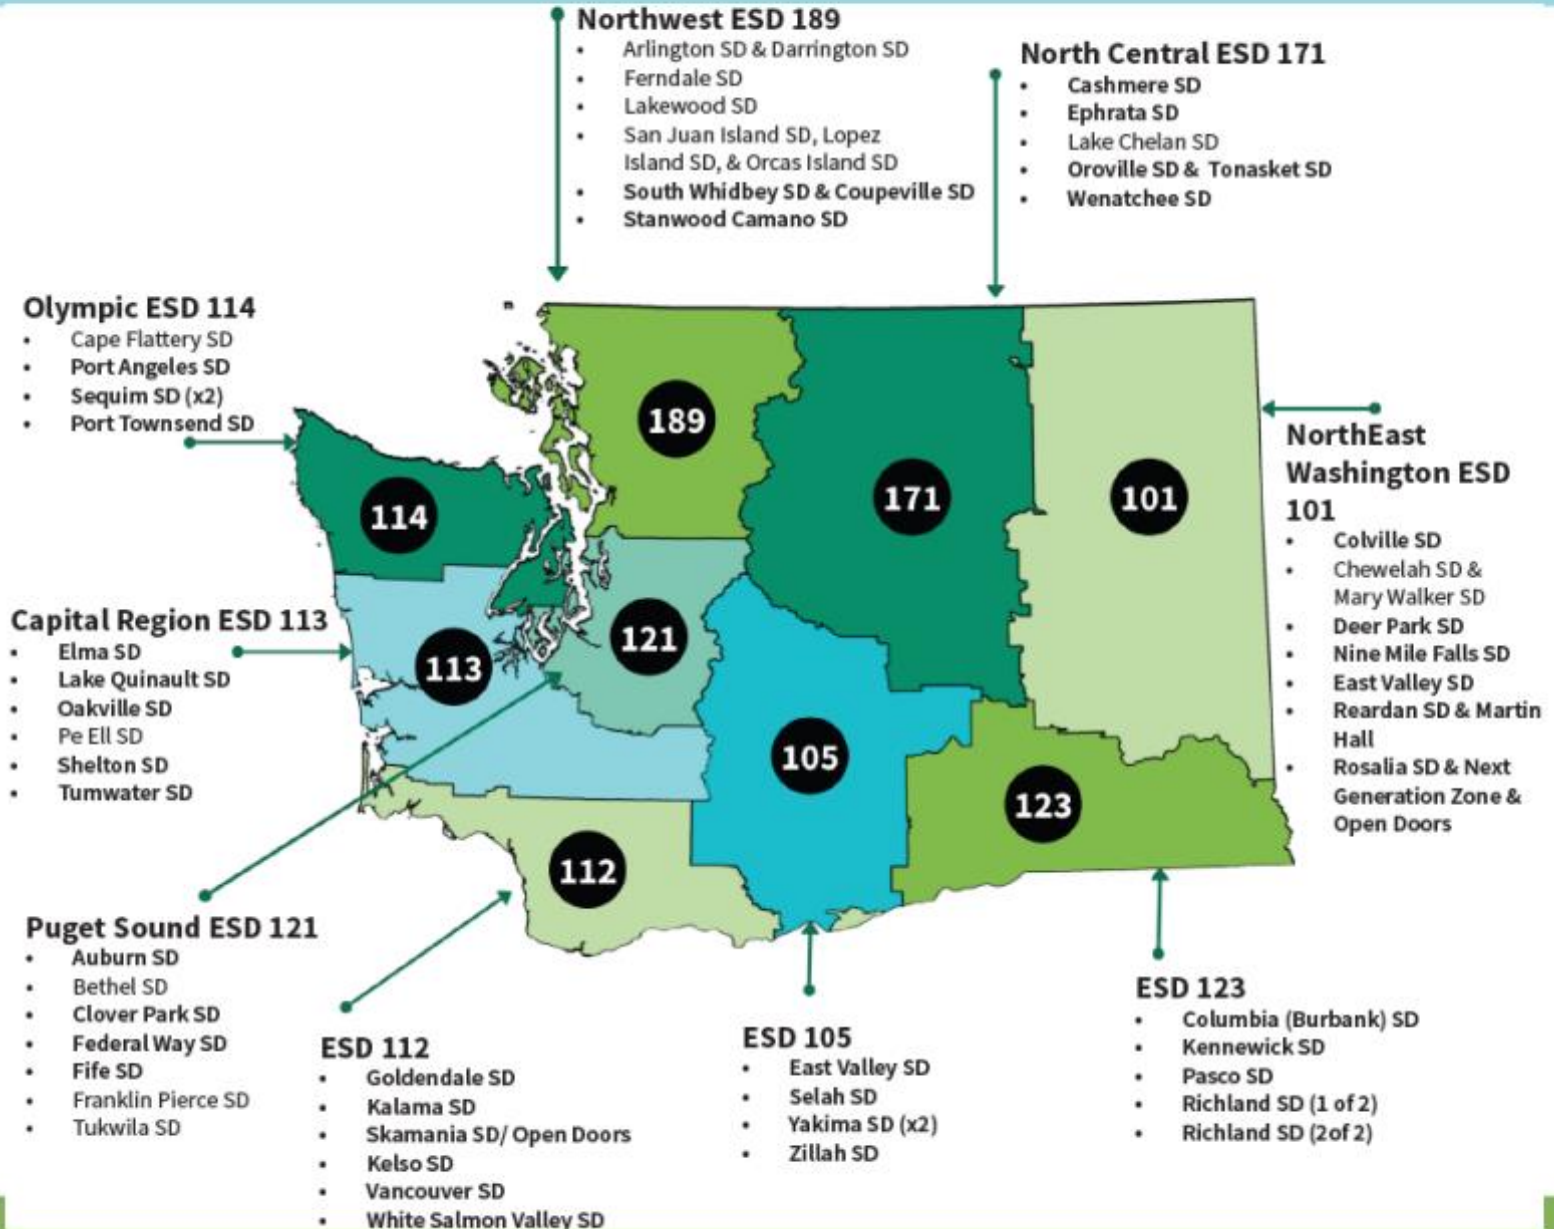 Northwest ESD 189
• Arlington SD & Darrington SD
• Ferndale SD
• Lakewood SD
• San Juan Island SD, Lopez
Island SD, & Orcas Island SD
• South Whidbey SD & Coupeville SD
• Stanwood Camano SD
North Central ESD 171
• Cashmere SD
• Ephrata SD
• Lake Chelan SD
• Oroville SD & Tonasket SD
• Wenatchee SD
Olympic ESD 114
• Cape Flattery SD
• Port Angeles SD
• Sequim SD (x2)
• Port Townsend SD
189
114
171
101
113
121
105
123
112
NorthEast
Washington ESD
101
• Colville SD
• Chewelah SD &
Mary Walker SD
• Deer Park SD
• Nine Mile Falls SD
• East Valley SD
• Reardan SD & Martin
Hall
• Rosalia SD & Next
Generation Zone &
Open Doors
Capital Region ESD 113
• Elma SD
• Lake Quinault SD
• Oakville SD
• Pe Ell SD
• Shelton SD
• Tumwater SD
Puget Sound ESD 121
• Auburn SD
• Bethel SD
• Clover Park SD
• Federal Way SD
• Fife SD
• Franklin Pierce SD
• Tukwila SD
ESD 112
• Goldendale SD
• Kalama SD
• Skamania SD/ Open Doors
• Kelso SD
• Vancouver SD
• White Salmon Valley SD
ESD 105
• East Valley SD
• Selah SD
• Yakima SD (x2)
• Zillah SD
ESD 123
• Columbia (Burbank) SD
• Kennewick SD
• Pasco SD
• Richland SD (1 of 2)
• Richland SD (2of 2)